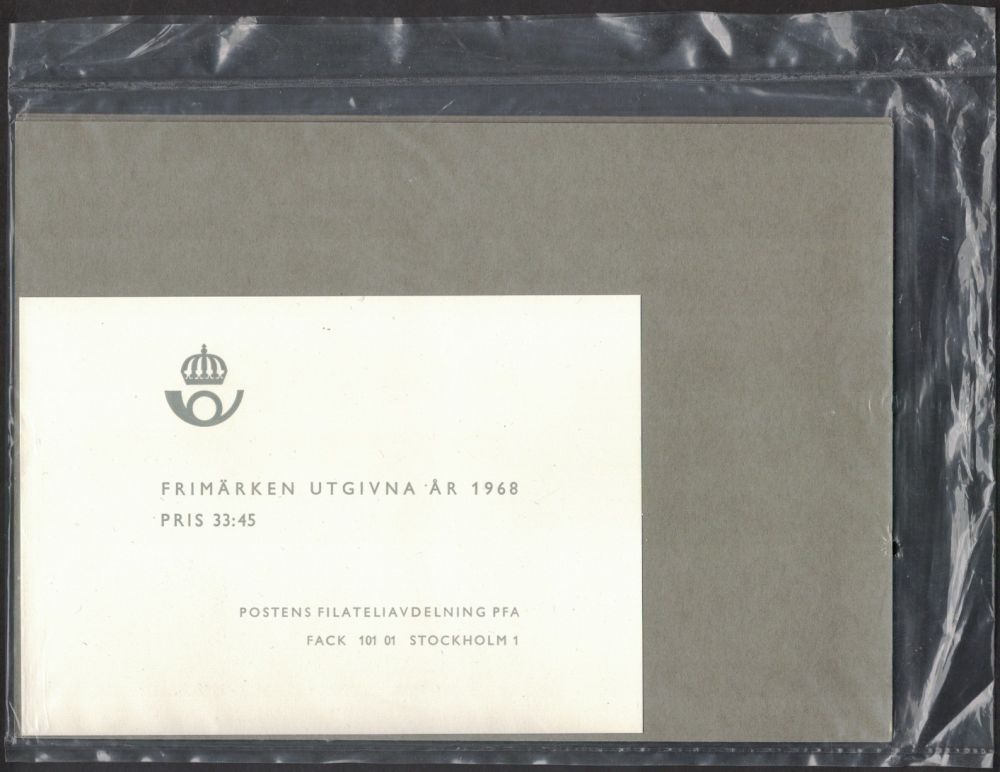 FRIMÄRKEN UTGIVNA ÅR 1968
PRIS 33:45
POSTENS FILATELIAVDELNING PFA
FACK 101 01 STOCKHOLM 1